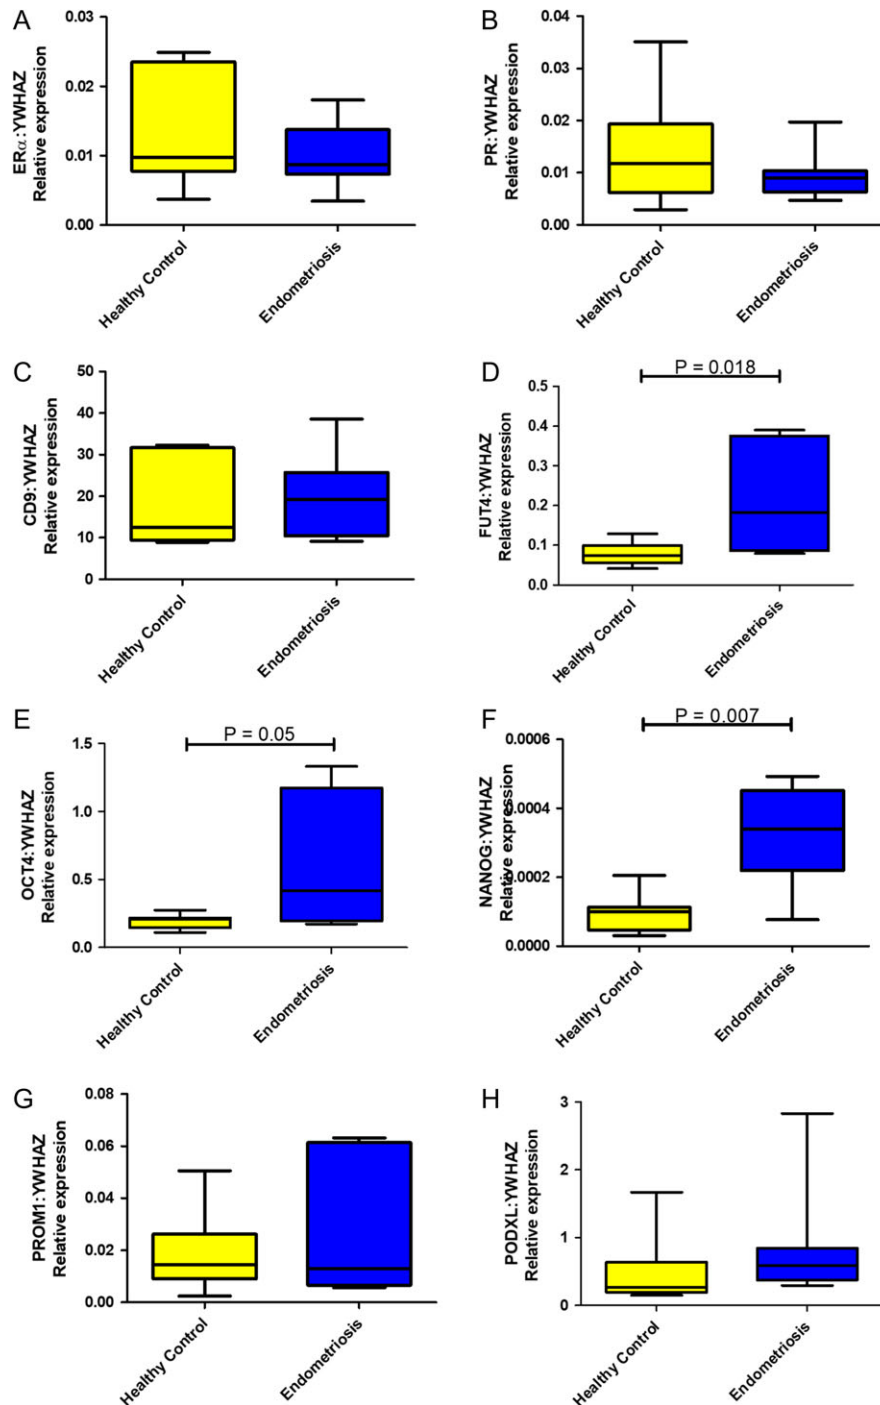 A
ERα:YWHAZ
Relative expression
0.03
0.02
0.01
0.00
Healthy Control
Endometriosis
B
PR:YWHAZ
Relative expression
0.04
0.03
0.02
0.01
0.00
Healthy Control
Endometriosis
C
CD9:YWHAZ
Relative expression
50
40
30
20
10
0
Healthy Control
Endometriosis
D
P = 0.018
FUT4:YWHAZ
Relative expression
0.5
0.4
0.3
0.2
0.1
0.0
Healthy Control
Endometriosis
E
P = 0.05
OCT4:YWHAZ
Relative expression
1.5
1.0
0.5
0.0
Healthy Control
Endometriosis
F
P = 0.007
NANOG:YWHAZ
Relative expression
0.0006
0.0004
0.0002
0.0000
Healthy Control
Endometriosis
G
PROM1:YWHAZ
Relative expression
0.08
0.06
0.04
0.02
0.00
Healthy Control
Endometriosis
H
PODXL:YWHAZ
Relative expression
3
2
1
0
Healthy Control
Endometriosis